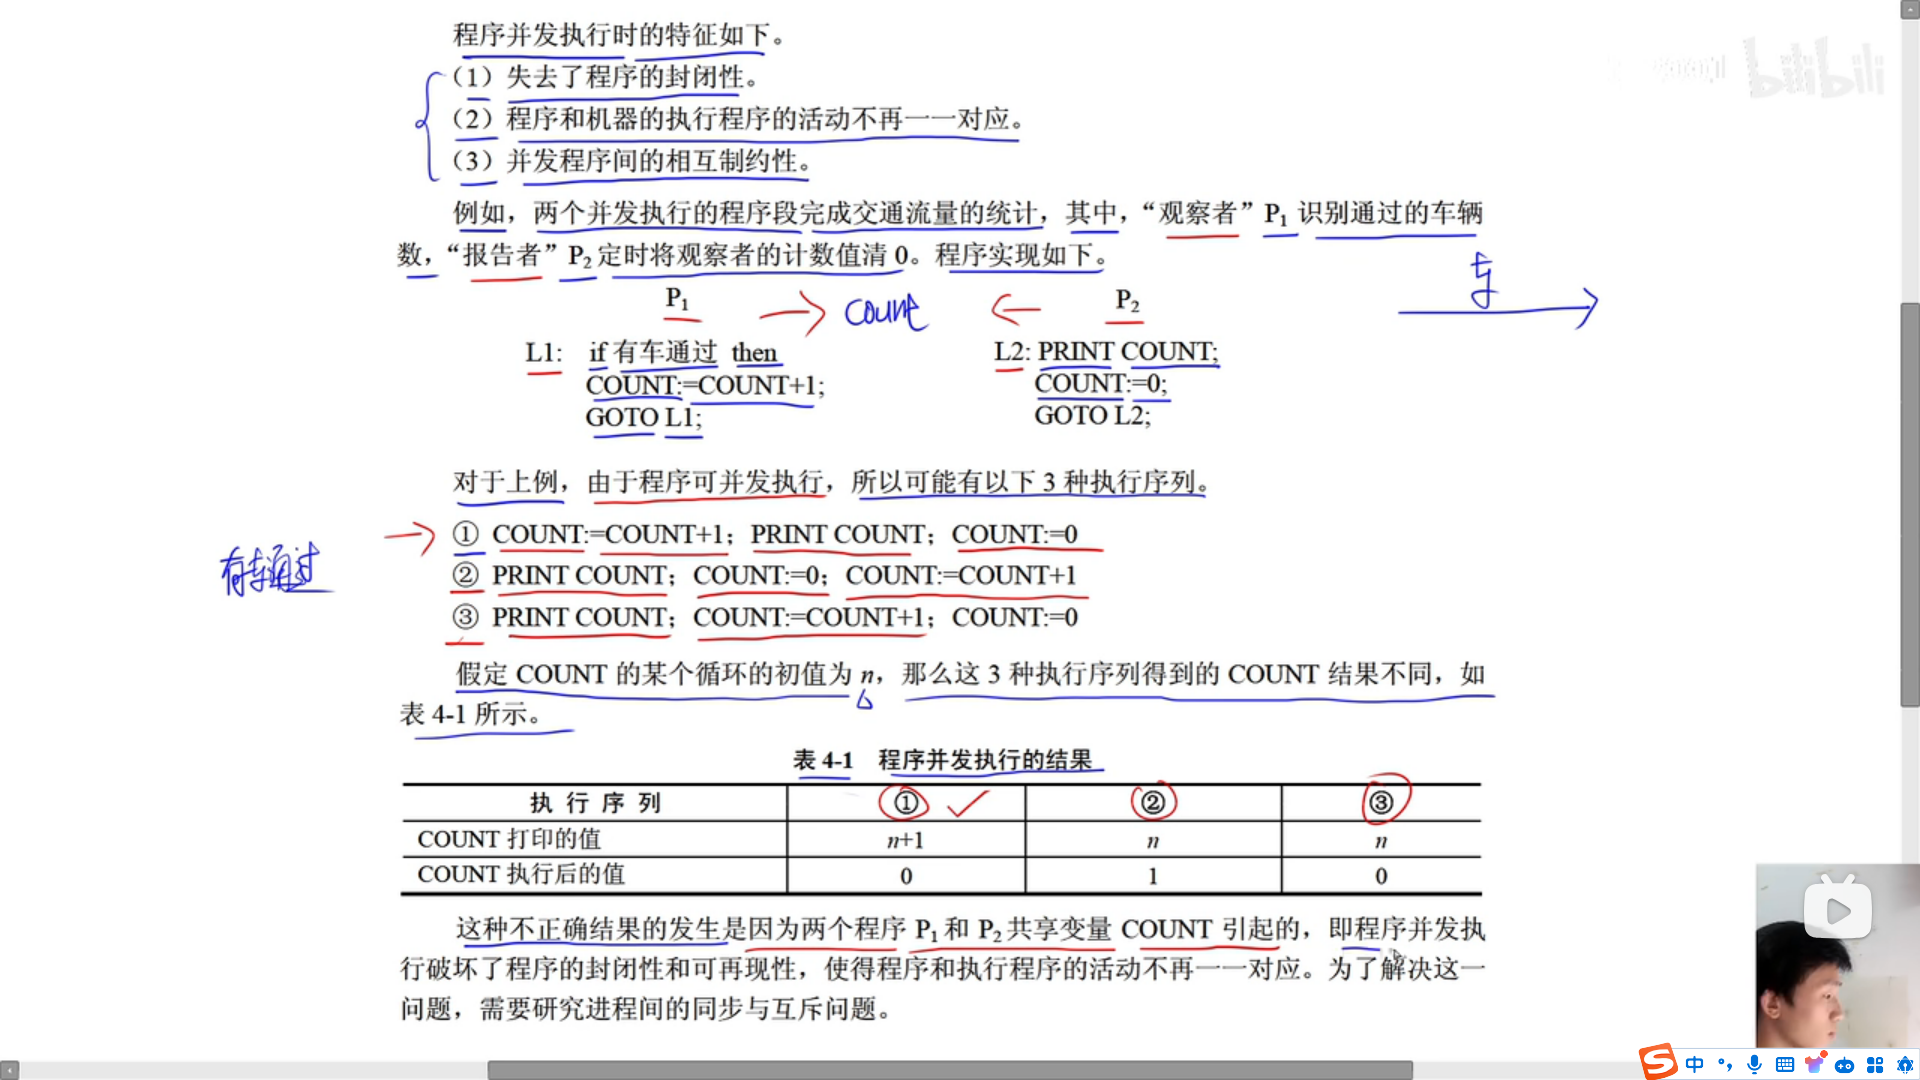 程序并发执行时的特征如下。
bilibili
（1）失去了程序的封闭性。
（2）程序和机器的执行程序的活动不再一一对应。
（3）并发程序间的相互制约性。
例如，两个并发执行的程序段完成交通流量的统计，其中，“观察者”P₁ 识别通过的车辆
数，“报告者”P₂ 定时将观察者的计数值清 0。程序实现如下。
车
P₁ count P₂
L1: if 有车通过 then
COUNT:=COUNT+1;
GOTO L1;
L2: PRINT COUNT;
COUNT:=0;
GOTO L2;
对于上例，由于程序可并发执行，所以可能有以下 3 种执行序列。
① COUNT:=COUNT+1；PRINT COUNT；COUNT:=0
有车通过
② PRINT COUNT；COUNT:=0；COUNT:=COUNT+1
③ PRINT COUNT；COUNT:=COUNT+1；COUNT:=0
假定 COUNT 的某个循环的初值为 n，那么这 3 种执行序列得到的 COUNT 结果不同，如
表 4-1 所示。
表 4-1 程序并发执行的结果
执 行 序 列 ① ② ③
COUNT 打印的值 n+1 n n
COUNT 执行后的值 0 1 0
这种不正确结果的发生是因为两个程序 P₁ 和 P₂ 共享变量 COUNT 引起的，即程序并发执
行破坏了程序的封闭性和可再现性，使得程序和执行程序的活动不再一一对应。为了解决这一
问题，需要研究进程间的同步与互斥问题。
中